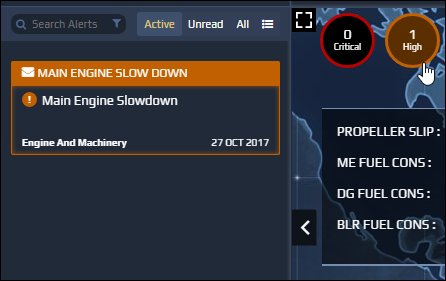 Search Alerts
Active Unread All
MAIN ENGINE SLOW DOWN
Main Engine Slowdown
Engine And Machinery 27 OCT 2017
0
Critical
1
High
PROPELLER SLIP :
ME FUEL CONS :
DG FUEL CONS :
BLR FUEL CONS :